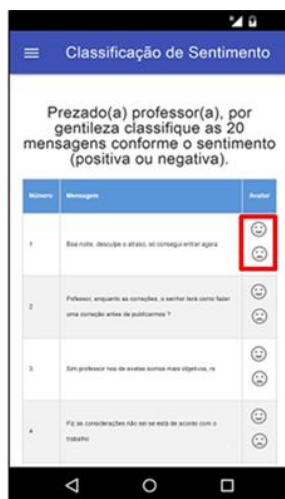 Classificação de Sentimento
Prezado(a) professor(a), por
gentileza classifique as 20
mensagens conforme o sentimento
(positiva ou negativa).
Número Mensagem Avaliar
1 Boa noite, desculpe o atraso, só consegui entrar agora
2 Pofessor, enquanto as correções, o senhor terá como fazer
uma correção antes de publicarmos ?
3 Sim professor nos de exatas somos mais objetivos, rs
4 Fiz as considerações não sei se está de acordo com o
trabalho